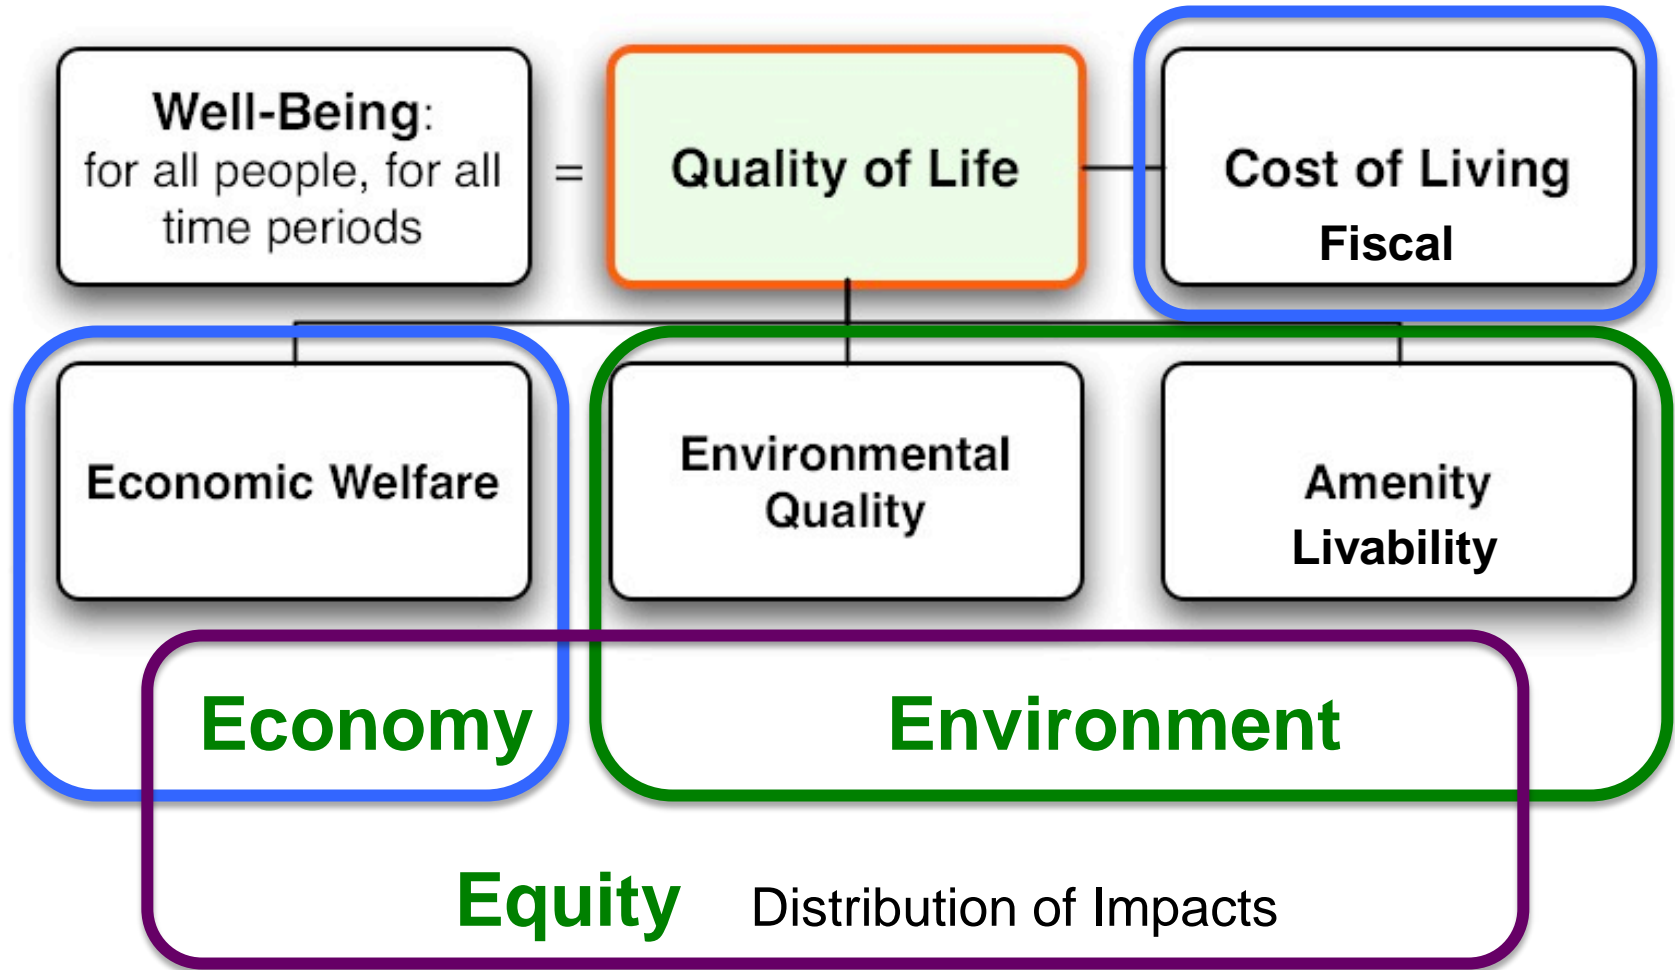 Well-Being:
for all people, for all
time periods
=
Quality of Life
Cost of Living
Fiscal
Economic Welfare
Environmental
Quality
Amenity
Livability
Economy
Environment
Equity Distribution of Impacts